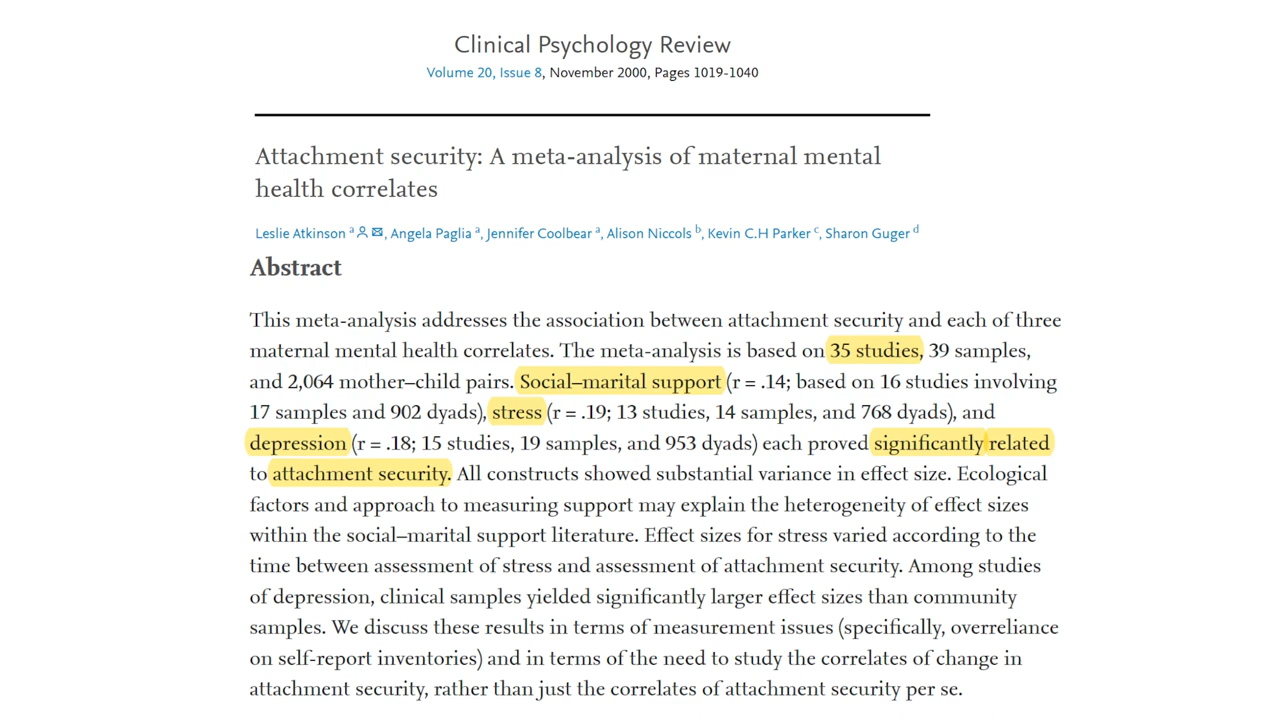 Clinical Psychology Review
Volume 20, Issue 8, November 2000, Pages 1019-1040
Attachment security: A meta-analysis of maternal mental
health correlates
Leslie Atkinson a, Angela Paglia a, Jennifer Coolbear a, Alison Niccols b, Kevin C.H Parker c, Sharon Guger d
Abstract
This meta-analysis addresses the association between attachment security and each of three
maternal mental health correlates. The meta-analysis is based on 35 studies, 39 samples,
and 2,064 mother–child pairs. Social–marital support (r = .14; based on 16 studies involving
17 samples and 902 dyads), stress (r = .19; 13 studies, 14 samples, and 768 dyads), and
depression (r = .18; 15 studies, 19 samples, and 953 dyads) each proved significantly related
to attachment security. All constructs showed substantial variance in effect size. Ecological
factors and approach to measuring support may explain the heterogeneity of effect sizes
within the social–marital support literature. Effect sizes for stress varied according to the
time between assessment of stress and assessment of attachment security. Among studies
of depression, clinical samples yielded significantly larger effect sizes than community
samples. We discuss these results in terms of measurement issues (specifically, overreliance
on self-report inventories) and in terms of the need to study the correlates of change in
attachment security, rather than just the correlates of attachment security per se.